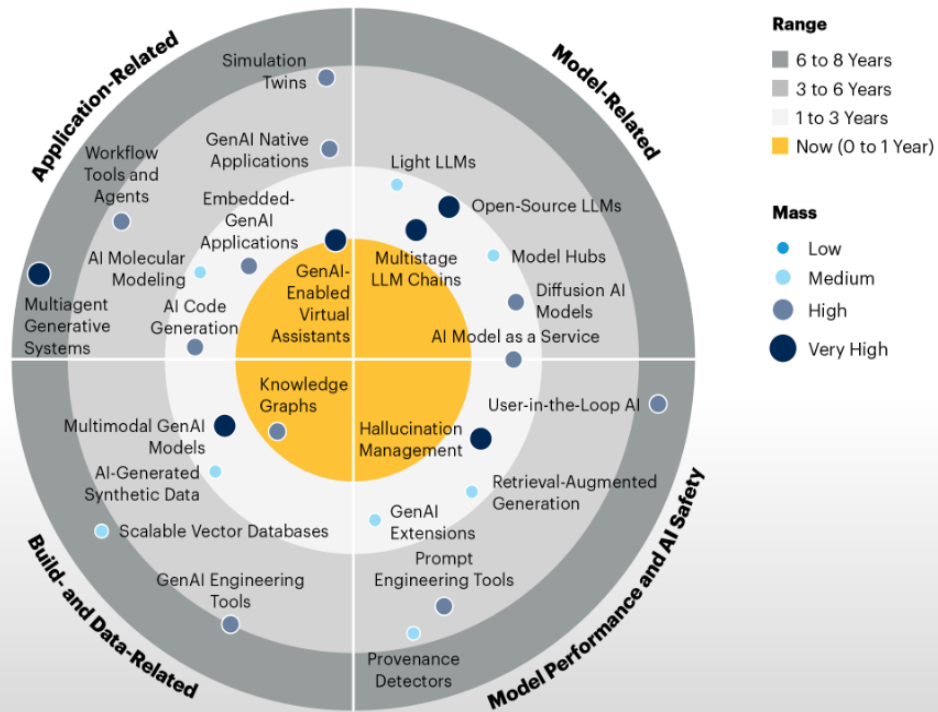 Application-Related
Model-Related
Simulation
Twins
GenAI Native
Applications
Workflow
Tools and
Agents
Embedded-
GenAI
Applications
AI Molecular
Modeling
Multiagent
Generative
Systems
AI Code
Generation
GenAI-
Enabled
Virtual
Assistants
Light LLMs
Open-Source LLMs
Multistage
LLM Chains
Model Hubs
Diffusion AI
Models
AI Model as a Service
Knowledge
Graphs
Multimodal GenAI
Models
AI-Generated
Synthetic Data
Scalable Vector Databases
GenAI Engineering
Tools
Build- and Data-Related
User-in-the-Loop AI
Hallucination
Management
Retrieval-Augmented
Generation
GenAI
Extensions
Prompt
Engineering Tools
Provenance
Detectors
Model Performance and AI Safety
Range
6 to 8 Years
3 to 6 Years
1 to 3 Years
Now (0 to 1 Year)
Mass
Low
Medium
High
Very High